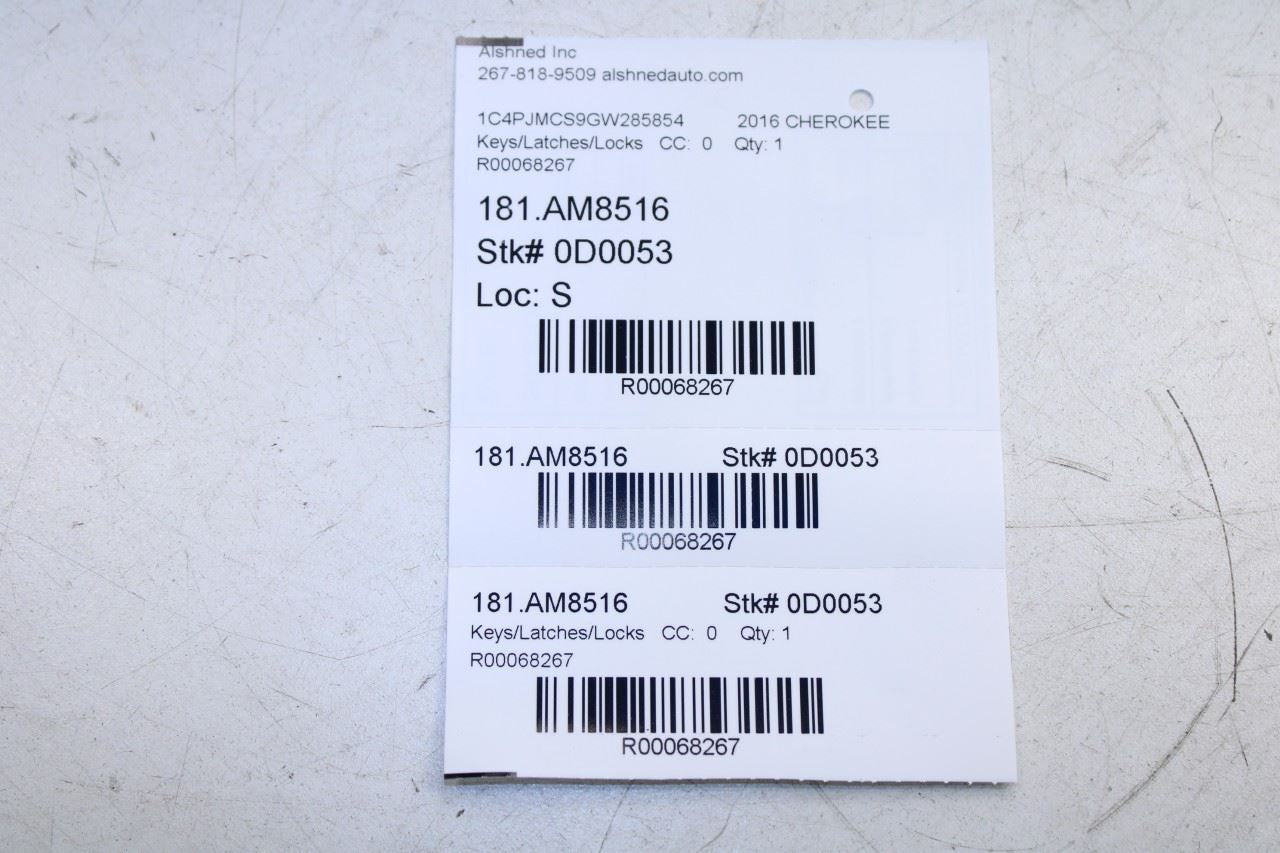 Alshned Inc
267-818-9509 alshnedauto.com
1C4PJMCS9GW285854 2016 CHEROKEE
Keys/Latches/Locks CC: 0 Qty: 1
R00068267
181.AM8516
Stk# 0D0053
Loc: S
R00068267
181.AM8516 Stk# 0D0053
R00068267
181.AM8516 Stk# 0D0053
Keys/Latches/Locks CC: 0 Qty: 1
R00068267
R00068267